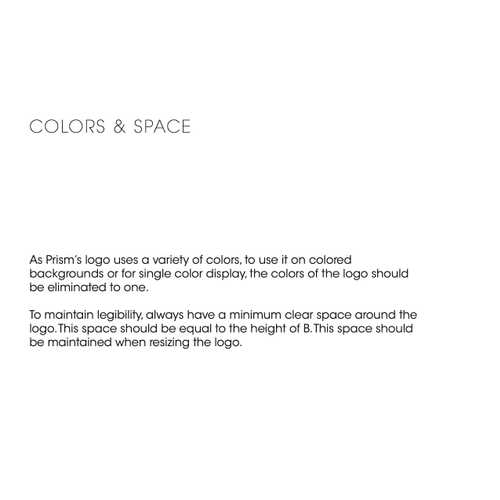 COLORS & SPACE
As Prism's logo uses a variety of colors, to use it on colored
backgrounds or for single color display, the colors of the logo should
be eliminated to one.
To maintain legibility, always have a minimum clear space around the
logo. This space should be equal to the height of B. This space should
be maintained when resizing the logo.